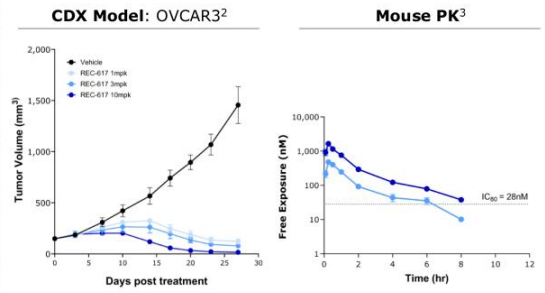 CDX Model: OVCAR3²
Mouse PK³
Vehicle
REC-617 1mpk
REC-617 3mpk
REC-617 10mpk
Tumor Volume (mm³)
2,000
1,500
1,000
500
0
0 5 10 15 20 25 30
Days post treatment
Free Exposure (nM)
10,000
1,000
100
10
1
IC₈₀ = 28nM
0 2 4 6 8 10 12
Time (hr)